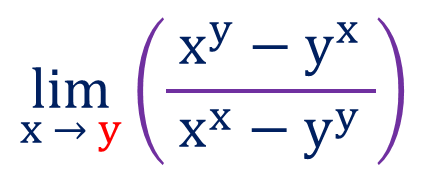 lim x → y ( x^y − y^x / x^x − y^y )